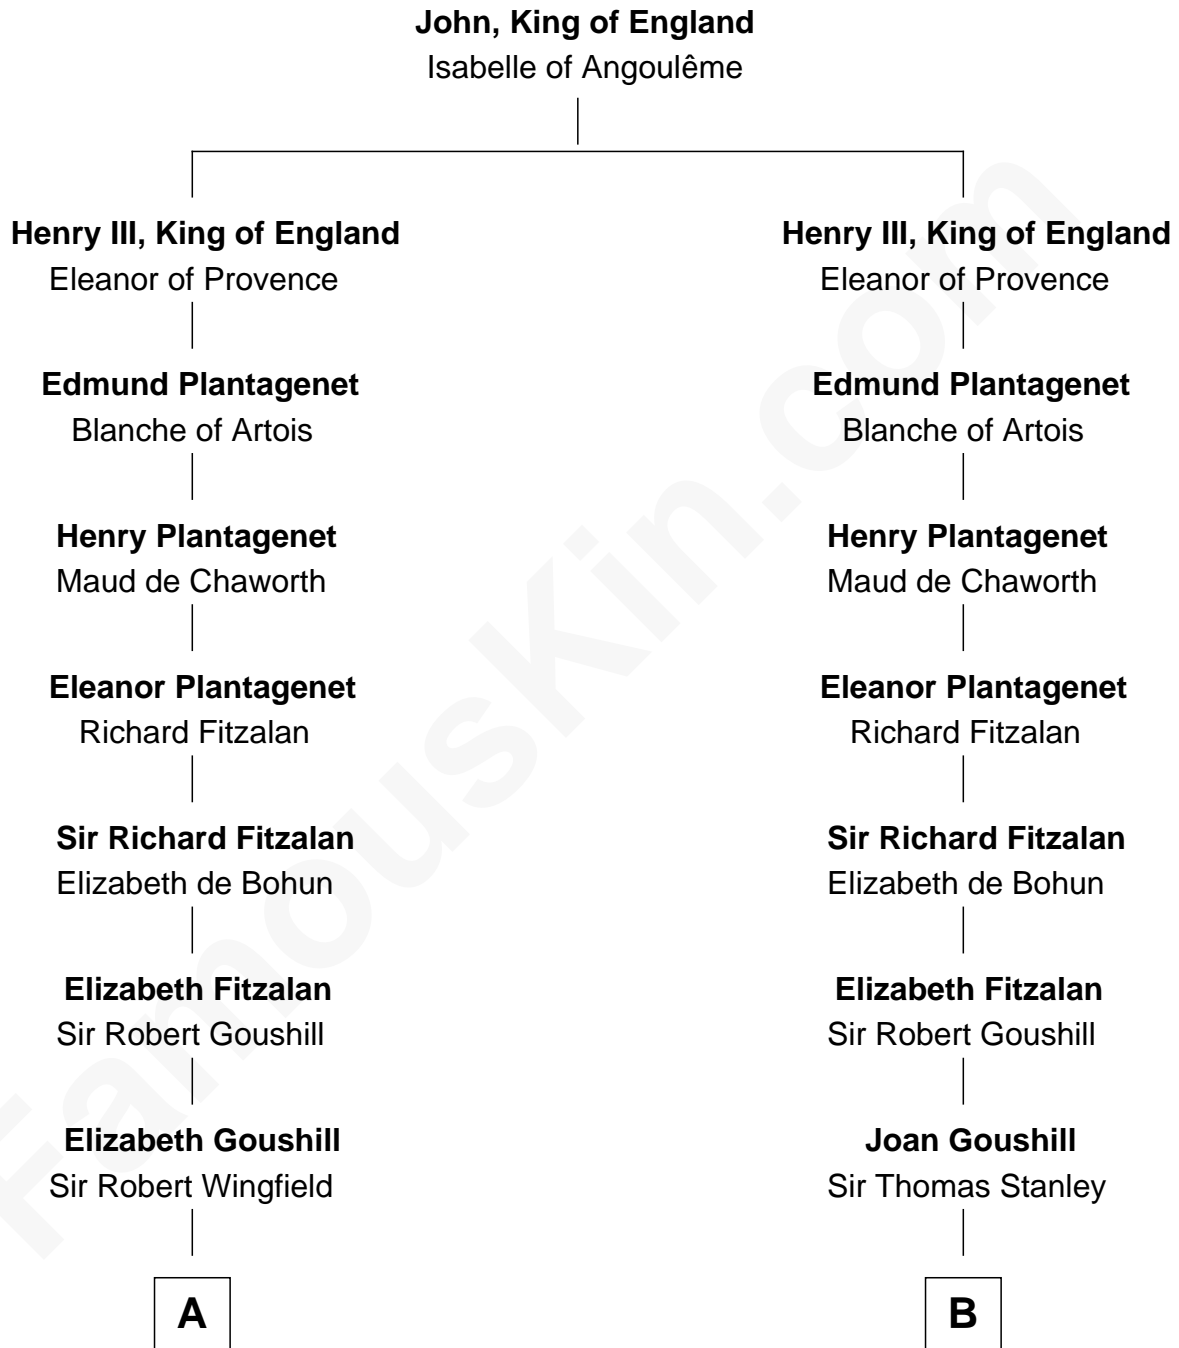 John, King of England
Isabelle of Angoulême
Henry III, King of England
Eleanor of Provence
Henry III, King of England
Eleanor of Provence
Edmund Plantagenet
Blanche of Artois
Edmund Plantagenet
Blanche of Artois
Henry Plantagenet
Maud de Chaworth
Henry Plantagenet
Maud de Chaworth
Eleanor Plantagenet
Richard Fitzalan
Eleanor Plantagenet
Richard Fitzalan
Sir Richard Fitzalan
Elizabeth de Bohun
Sir Richard Fitzalan
Elizabeth de Bohun
Elizabeth Fitzalan
Sir Robert Goushill
Elizabeth Fitzalan
Sir Robert Goushill
Elizabeth Goushill
Sir Robert Wingfield
Joan Goushill
Sir Thomas Stanley
A
B
FamousKin.com